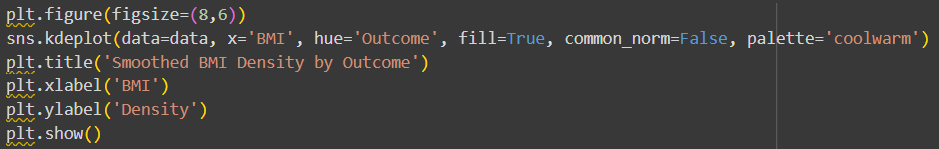 plt.figure(figsize=(8,6))
sns.kdeplot(data=data, x='BMI', hue='Outcome', fill=True, common_norm=False, palette='coolwarm')
plt.title('Smoothed BMI Density by Outcome')
plt.xlabel('BMI')
plt.ylabel('Density')
plt.show()